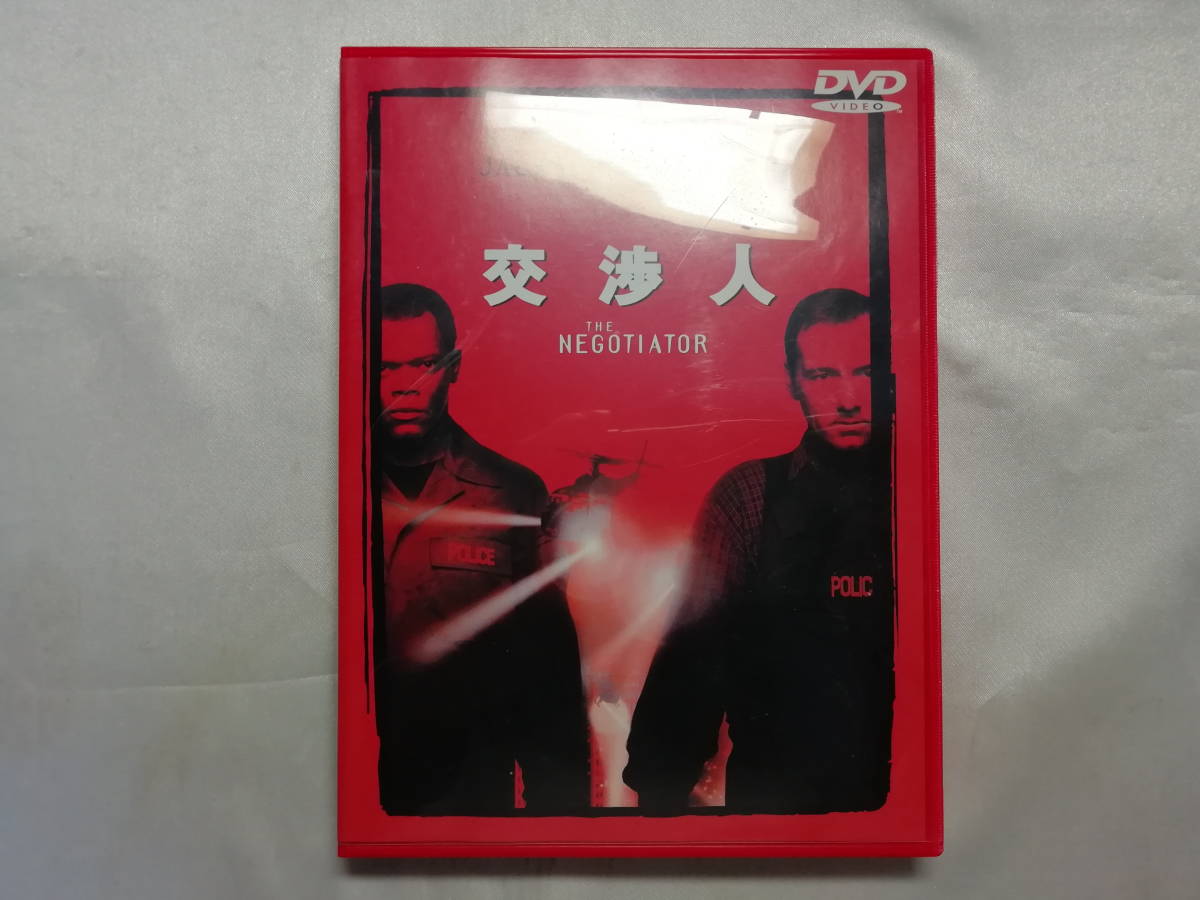 DVD
VIDEO
交渉人
THE
NEGOTIATOR
POLICE
POLIC